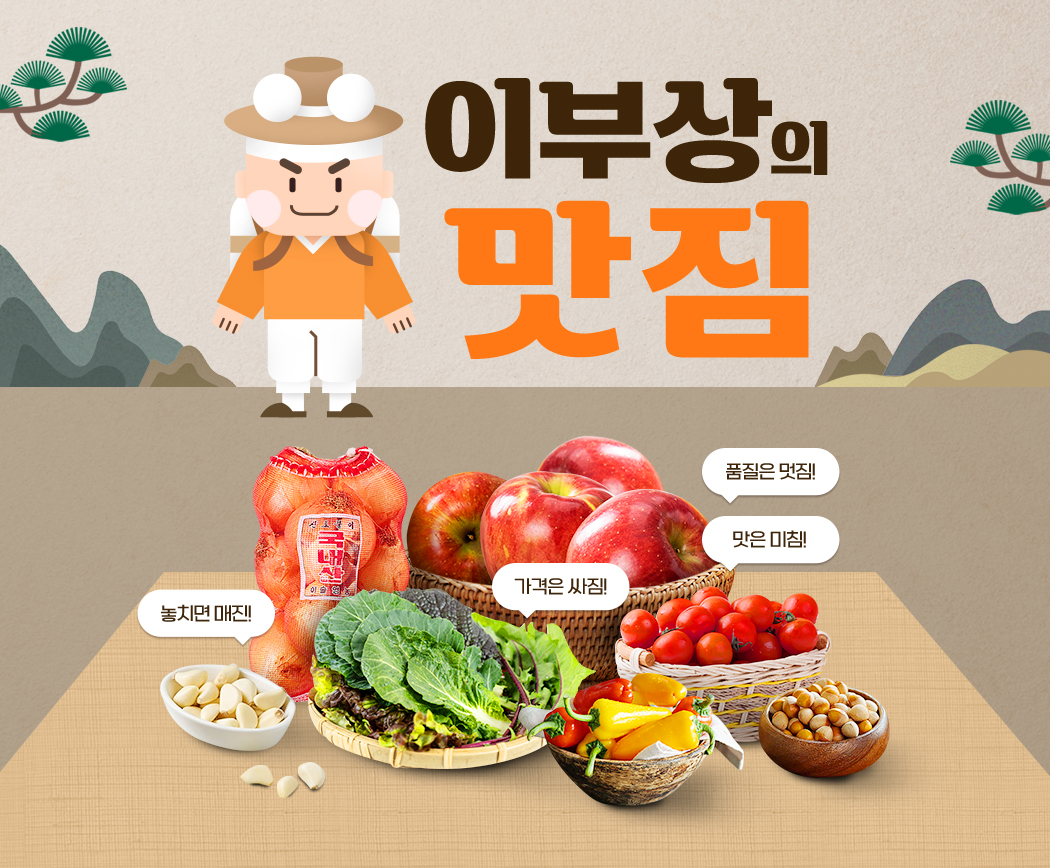 이부상의
맛짐
품질은 멋짐!
맛은 미침!
가격은 싸짐!
놓치면 매진!
국내산